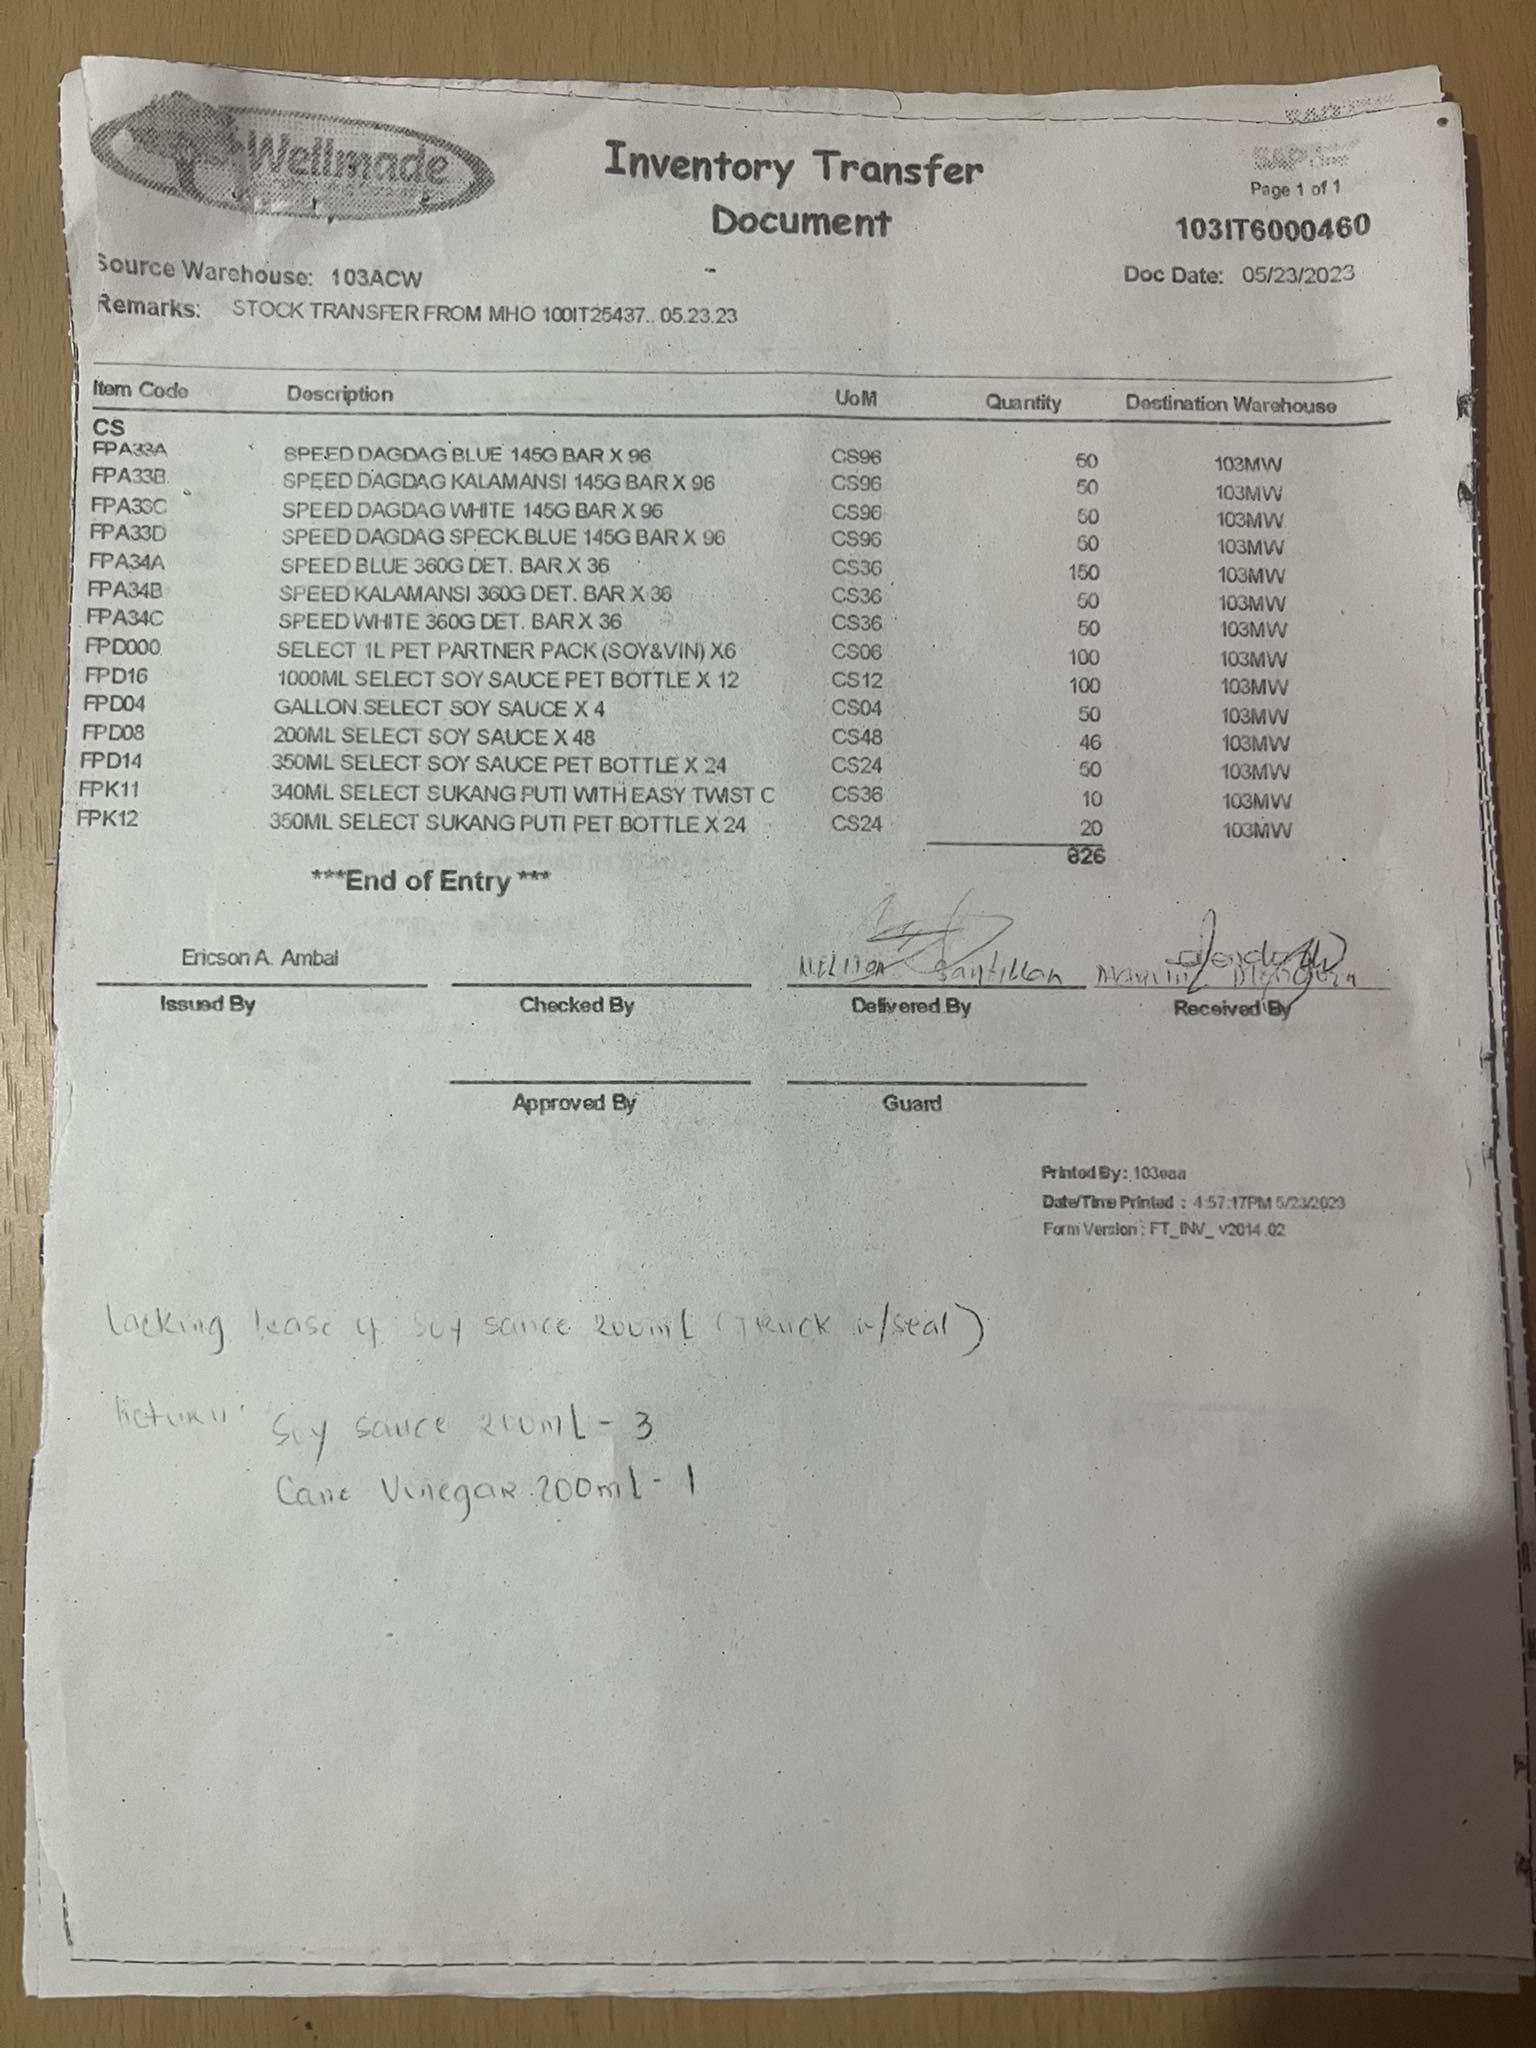 Wellmade
Inventory Transfer
Document
Page 1 of 1
103IT6000460
Source Warehouse: 103ACW
Doc Date: 05/23/2023
Remarks: STOCK TRANSFER FROM MHO 100IT25437.. 05.23.23
Item Code Description UoM Quantity Destination Warehouse
CS
FPA33A SPEED DAGDAG BLUE 145G BAR X 96 CS96 50 103MW
FPA33B SPEED DAGDAG KALAMANSI 145G BAR X 96 CS96 50 103MW
FPA33C SPEED DAGDAG WHITE 145G BAR X 96 CS96 50 103MW
FPA33D SPEED DAGDAG SPECK.BLUE 145G BAR X 96 CS96 50 103MW
FPA34A SPEED BLUE 360G DET. BAR X 36 CS36 150 103MW
FPA34B SPEED KALAMANSI 360G DET. BAR X 36 CS36 50 103MW
FPA34C SPEED WHITE 360G DET. BAR X 36 CS36 50 103MW
FPD000 SELECT 1L PET PARTNER PACK (SOY&VIN) X6 CS06 100 103MW
FPD16 1000ML SELECT SOY SAUCE PET BOTTLE X 12 CS12 100 103MW
FPD04 GALLON SELECT SOY SAUCE X 4 CS04 50 103MW
FPD08 200ML SELECT SOY SAUCE X 48 CS48 46 103MW
FPD14 350ML SELECT SOY SAUCE PET BOTTLE X 24 CS24 50 103MW
FPK11 340ML SELECT SUKANG PUTI WITH EASY TWIST C CS36 10 103MW
FPK12 350ML SELECT SUKANG PUTI PET BOTTLE X 24 CS24 20 103MW
826
***End of Entry ***
Ericson A. Ambal Santillan
Issued By Checked By Delivered By Received By
Approved By Guard
Printed By: 103eaa
Date/Time Printed : 4:57:17PM 5/23/2023
Form Version : FT_INV_ v2014.02
Lacking 4 Soy sauce 200mL (TRUCK w/seal)
Return: Soy sauce 200mL - 3
Cane Vinegar 200mL - 1